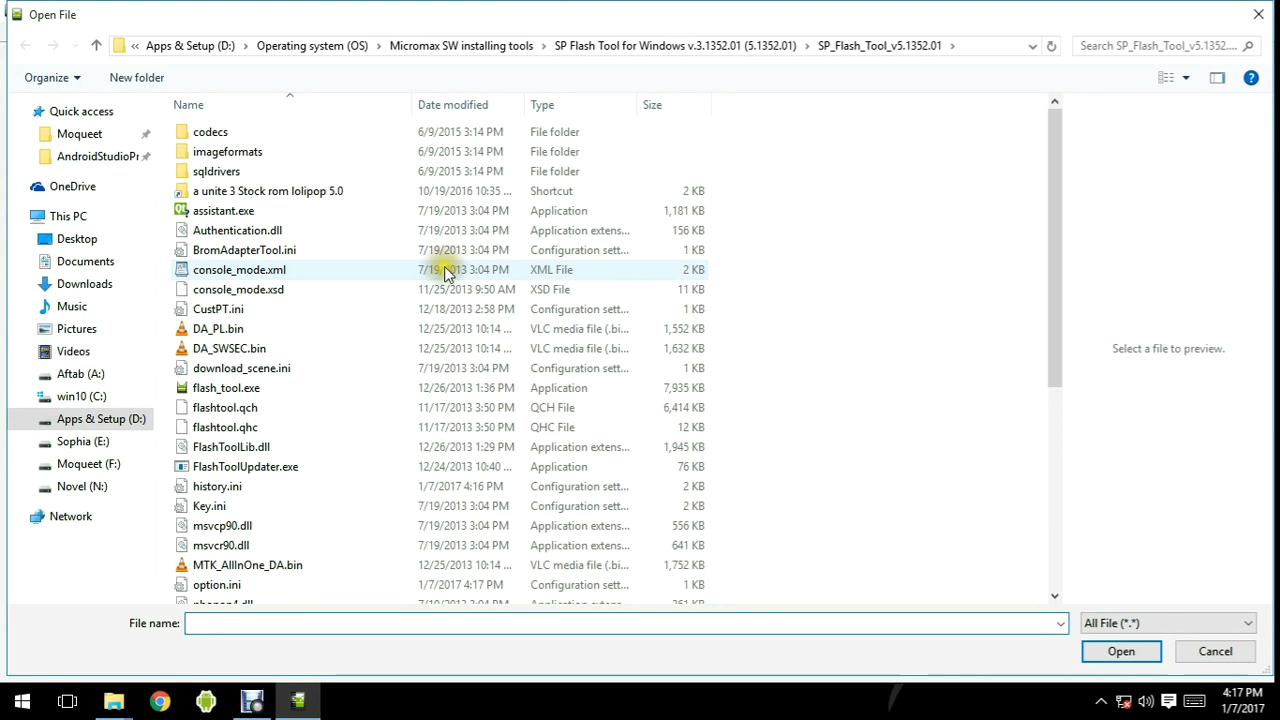 Open File
Apps & Setup (D:) Operating system (OS) Micromax SW installing tools SP Flash Tool for Windows v.3.1352.01 (5.1352.01) SP_Flash_Tool_v5.1352.01 Search SP_Flash_Tool_v5.1352....
Organize New folder
Name Date modified Type Size
Quick access
Moqueet
AndroidStudioPr
OneDrive
This PC
Desktop
Documents
Downloads
Music
Pictures
Videos
Aftab (A:)
win10 (C:)
Apps & Setup (D:)
Sophia (E:)
Moqueet (F:)
Novel (N:)
Network
codecs 6/9/2015 3:14 PM File folder
imageformats 6/9/2015 3:14 PM File folder
sqldrivers 6/9/2015 3:14 PM File folder
a unite 3 Stock rom lolipop 5.0 10/19/2016 10:35 ... Shortcut 2 KB
assistant.exe 7/19/2013 3:04 PM Application 1,181 KB
Authentication.dll 7/19/2013 3:04 PM Application extens... 156 KB
BromAdapterTool.ini 7/19/2013 3:04 PM Configuration sett... 1 KB
console_mode.xml 7/19/2013 3:04 PM XML File 2 KB
console_mode.xsd 11/25/2013 9:50 AM XSD File 11 KB
CustPT.ini 12/18/2013 2:58 PM Configuration sett... 1 KB
DA_PL.bin 12/25/2013 10:14 ... VLC media file (.bi... 1,552 KB
DA_SWSEC.bin 12/25/2013 10:14 ... VLC media file (.bi... 1,632 KB
download_scene.ini 7/19/2013 3:04 PM Configuration sett... 1 KB
flash_tool.exe 12/26/2013 1:36 PM Application 7,935 KB
flashtool.qch 11/17/2013 3:50 PM QCH File 6,414 KB
flashtool.qhc 11/17/2013 3:50 PM QHC File 12 KB
FlashToolLib.dll 12/26/2013 1:29 PM Application extens... 1,945 KB
FlashToolUpdater.exe 12/24/2013 10:40 ... Application 76 KB
history.ini 1/7/2017 4:16 PM Configuration sett... 2 KB
Key.ini 7/19/2013 3:04 PM Configuration sett... 2 KB
msvcp90.dll 7/19/2013 3:04 PM Application extens... 556 KB
msvcr90.dll 7/19/2013 3:04 PM Application extens... 641 KB
MTK_AllInOne_DA.bin 12/25/2013 10:14 ... VLC media file (.bi... 1,752 KB
option.ini 1/7/2017 4:17 PM Configuration sett... 1 KB
Select a file to preview.
File name: All File (*.*)
Open Cancel
4:17 PM
1/7/2017